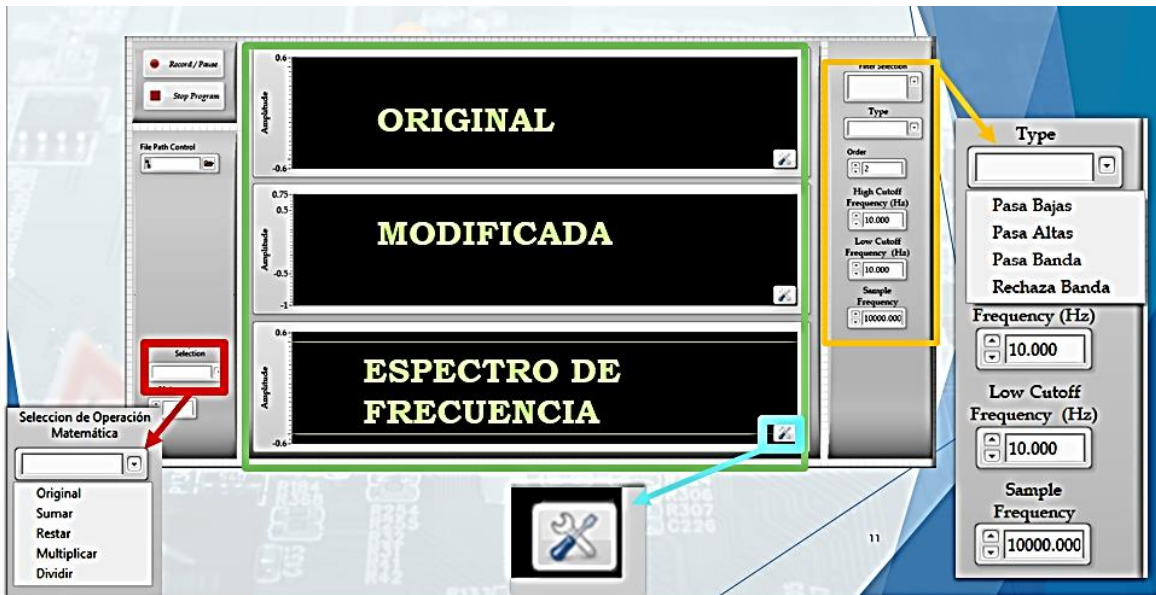 Record / Pause
Stop Program
File Path Control
Selection
Seleccion de Operación
Matemática
Original
Sumar
Restar
Multiplicar
Dividir
0.6
Amplitude
-0.6
ORIGINAL
0.75
0.5
Amplitude
-0.5
-1
MODIFICADA
0.6
Amplitude
-0.6
ESPECTRO DE
FRECUENCIA
Filter Selection
Type
Order
2
High Cutoff
Frequency (Hz)
10.000
Low Cutoff
Frequency (Hz)
10.000
Sample
Frequency
10000.000
Type
Pasa Bajas
Pasa Altas
Pasa Banda
Rechaza Banda
Frequency (Hz)
10.000
Low Cutoff
Frequency (Hz)
10.000
Sample
Frequency
10000.000
R306
R307
C226
11